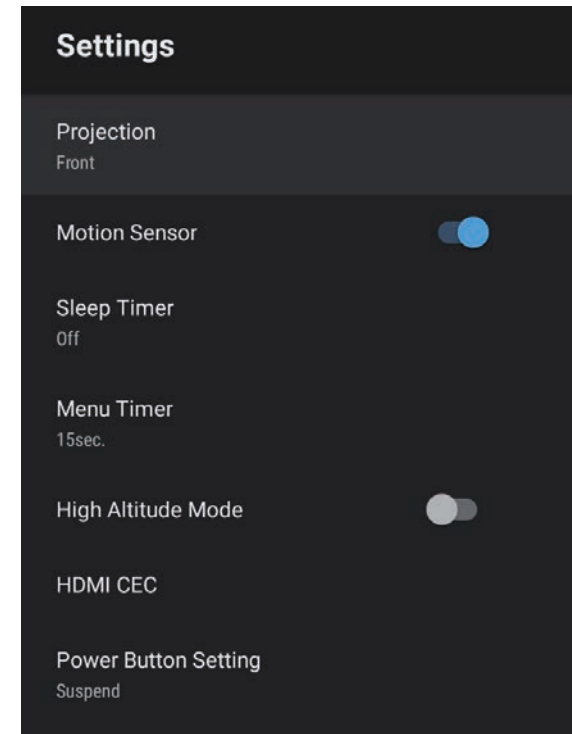 Settings
Projection
Front
Motion Sensor
Sleep Timer
Off
Menu Timer
15sec.
High Altitude Mode
HDMI CEC
Power Button Setting
Suspend